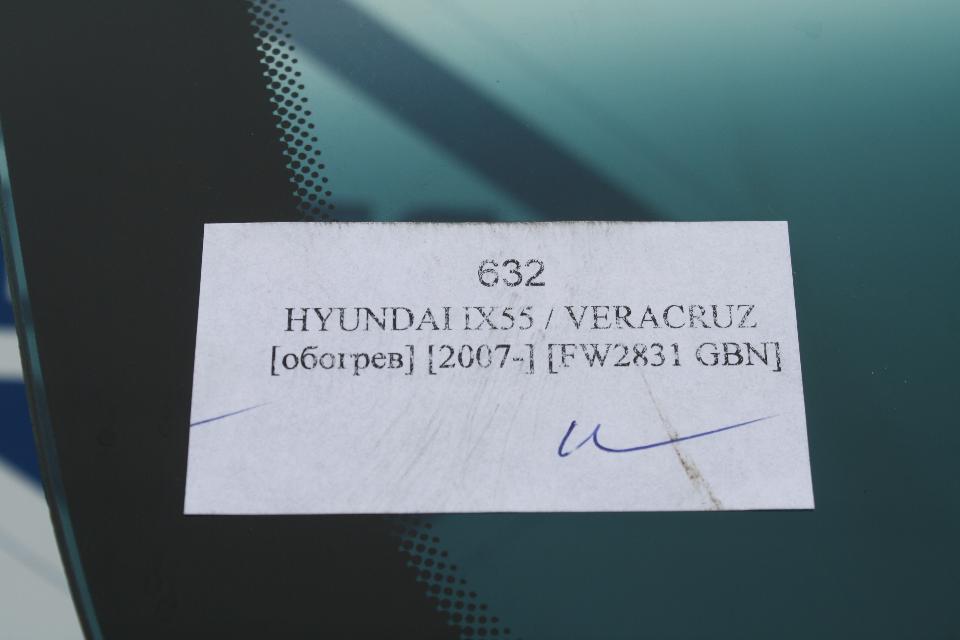 632
HYUNDAI IX55 / VERACRUZ
[обогрев] [2007-] [FW2831 GBN]